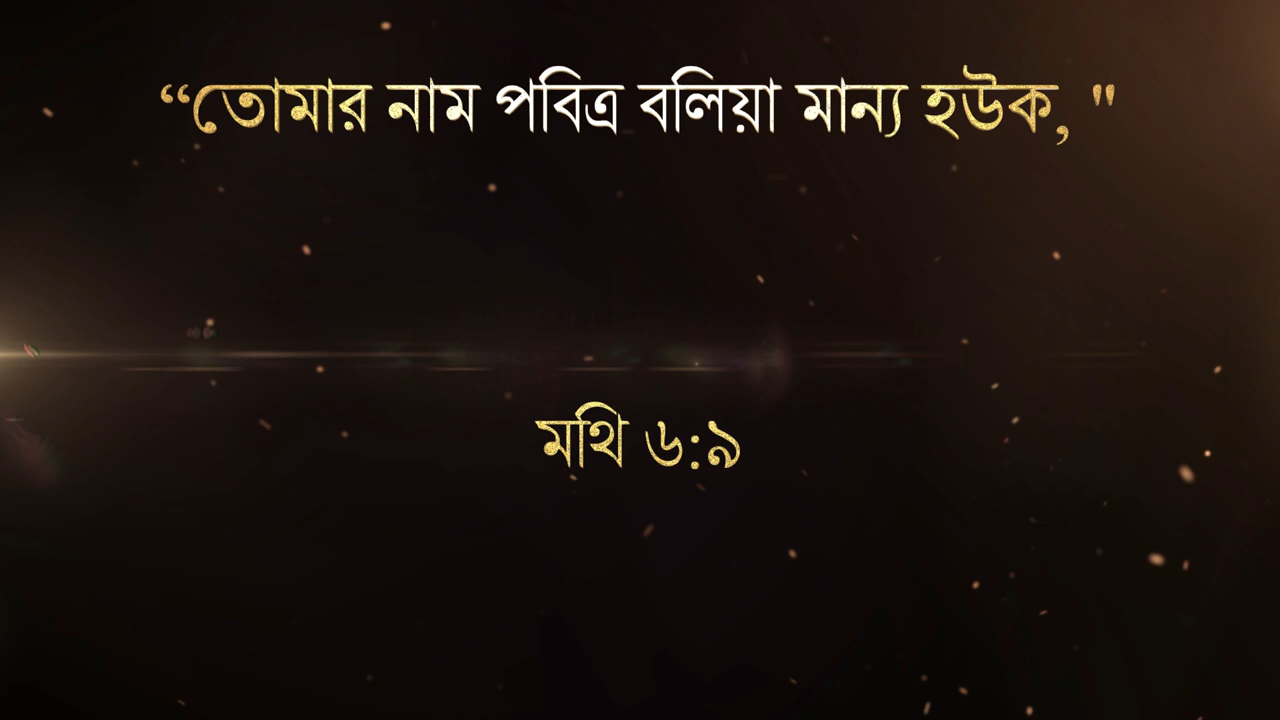 “তোমার নাম পবিত্র বলিয়া মান্য হউক, "
মথি ৬:৯